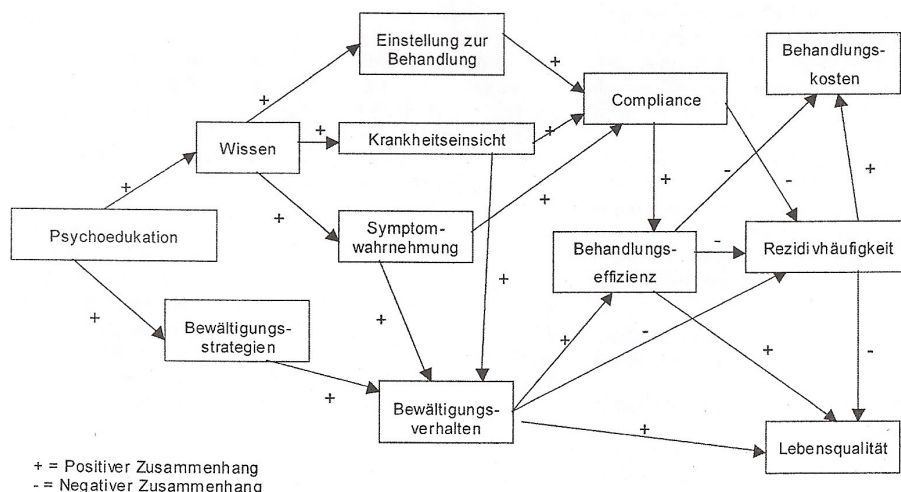 Einstellung zur
Behandlung
Behandlungs-
kosten
+
+
Compliance
Wissen
+
Krankheitseinsicht
+
-
-
+
+
+
+
+
Psychoedukation
Symptom-
wahrnehmung
Behandlungs-
effizienz
-
Rezidivhäufigkeit
+
+
Bewältigungs-
strategien
+
+
-
+
-
+
Bewältigungs-
verhalten
+
Lebensqualität
+ = Positiver Zusammenhang
- = Negativer Zusammenhang